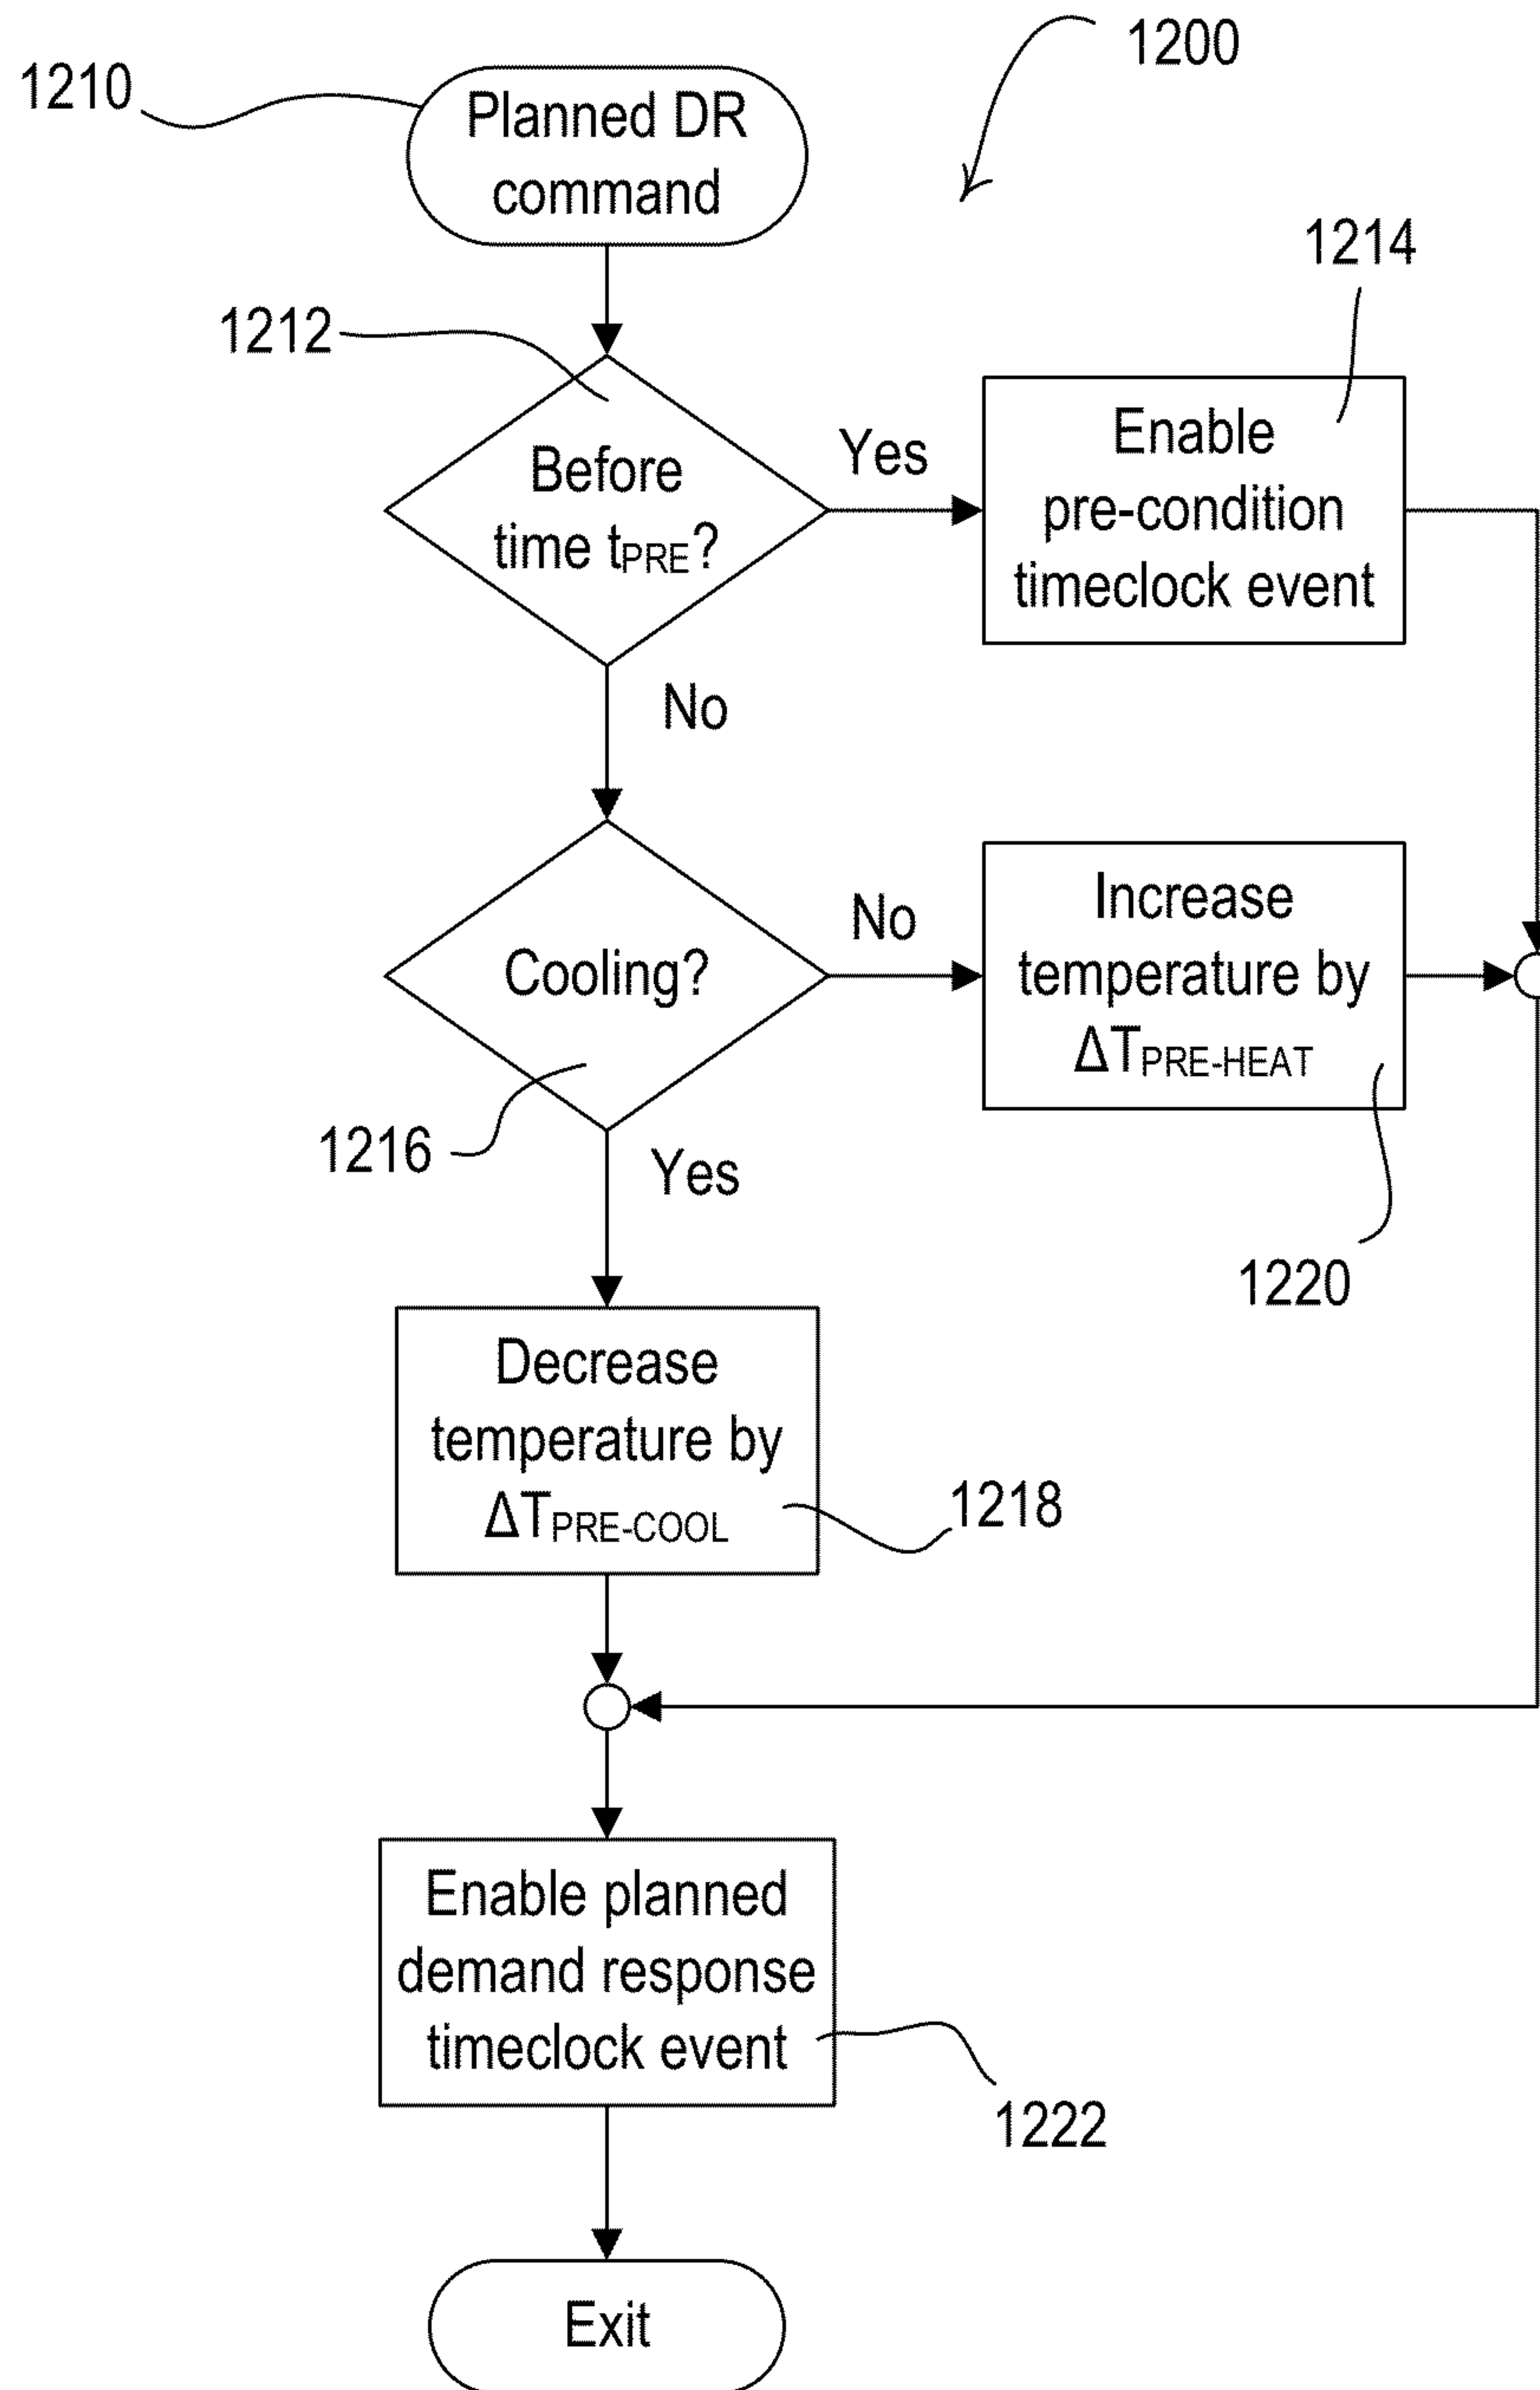 1200
1210
Planned DR
command
1212
1214
Before
time tPRE?
Yes
Enable
pre-condition
timeclock event
No
Cooling?
No
Increase
temperature by
ΔTPRE-HEAT
1216
Yes
1220
Decrease
temperature by
ΔTPRE-COOL
1218
Enable planned
demand response
timeclock event
1222
Exit